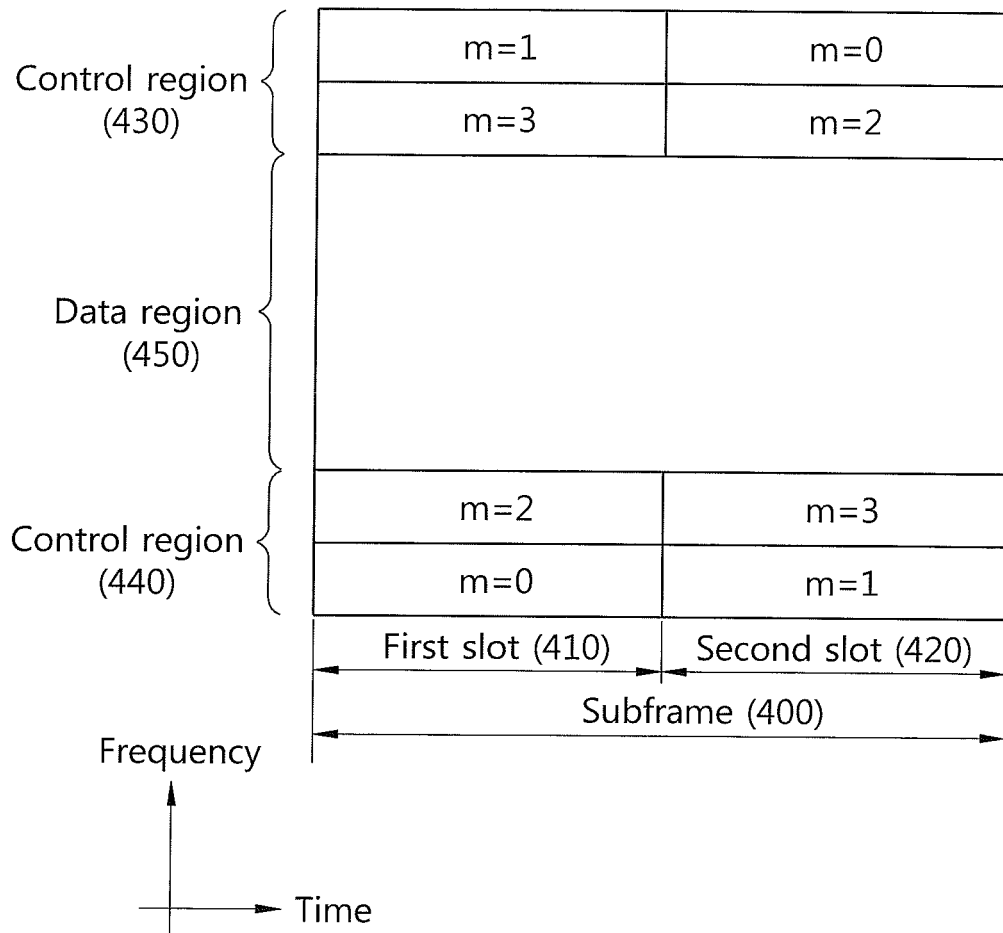 m=1
m=0
Control region
(430)
m=3
m=2
Data region
(450)
m=2
m=3
Control region
(440)
m=0
m=1
First slot (410)
Second slot (420)
Subframe (400)
Frequency
Time